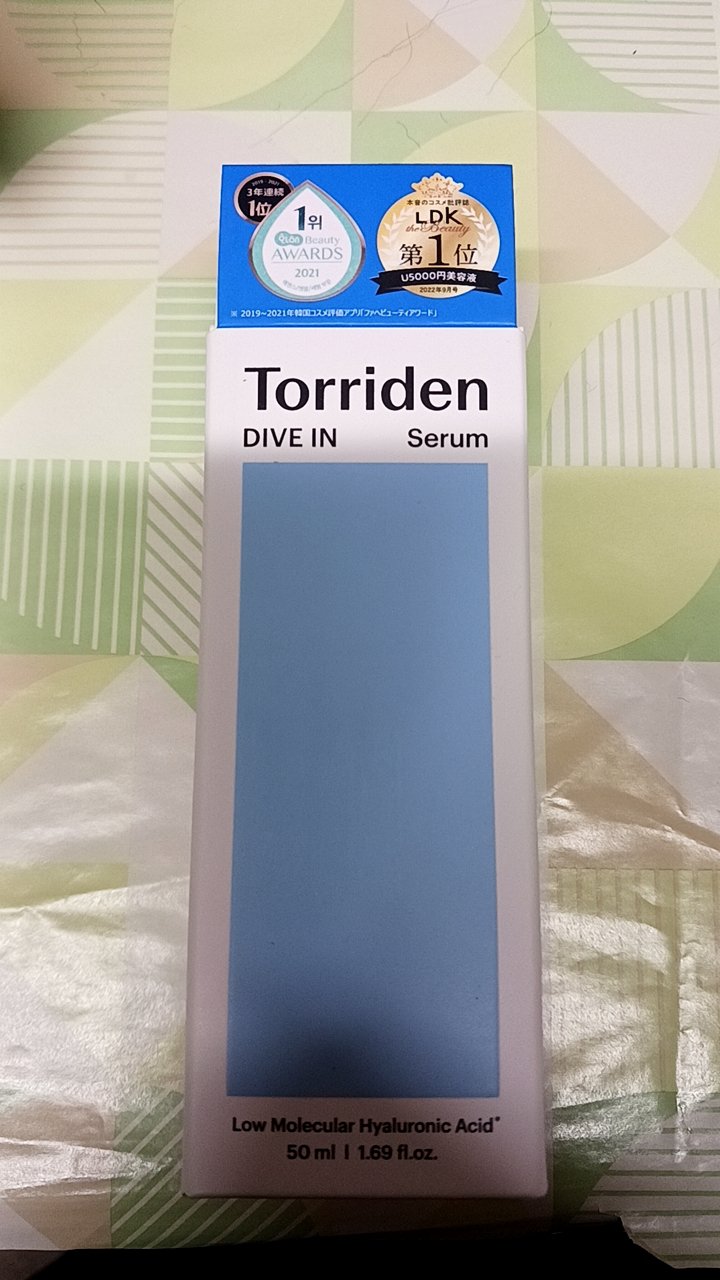 2019 - 2021
3年連続
1位
1위
Beauty
AWARDS
2021
本音のコスメ批評誌
LDK
the Beauty
第1位
U5000円美容液
2022年9月号
※ 2019~2021年韓国コスメ評価アプリ「ファヘビューティアワード」
Torriden
DIVE IN Serum
Low Molecular Hyaluronic Acid*
50 ml | 1.69 fl.oz.